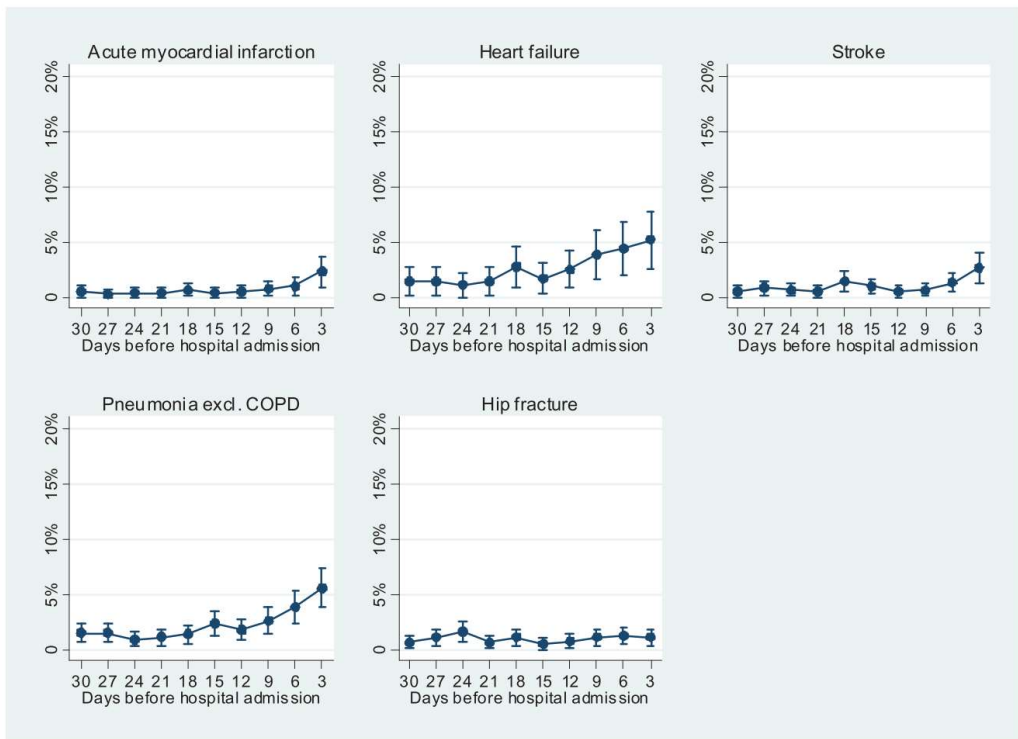 Acute myocardial infarction
20%
15%
10%
5%
0
30 27 24 21 18 15 12 9 6 3
Days before hospital admission
Heart failure
20%
15%
10%
5%
0
30 27 24 21 18 15 12 9 6 3
Days before hospital admission
Stroke
20%
15%
10%
5%
0
30 27 24 21 18 15 12 9 6 3
Days before hospital admission
Pneumonia excl. COPD
20%
15%
10%
5%
0
30 27 24 21 18 15 12 9 6 3
Days before hospital admission
Hip fracture
20%
15%
10%
5%
0
30 27 24 21 18 15 12 9 6 3
Days before hospital admission